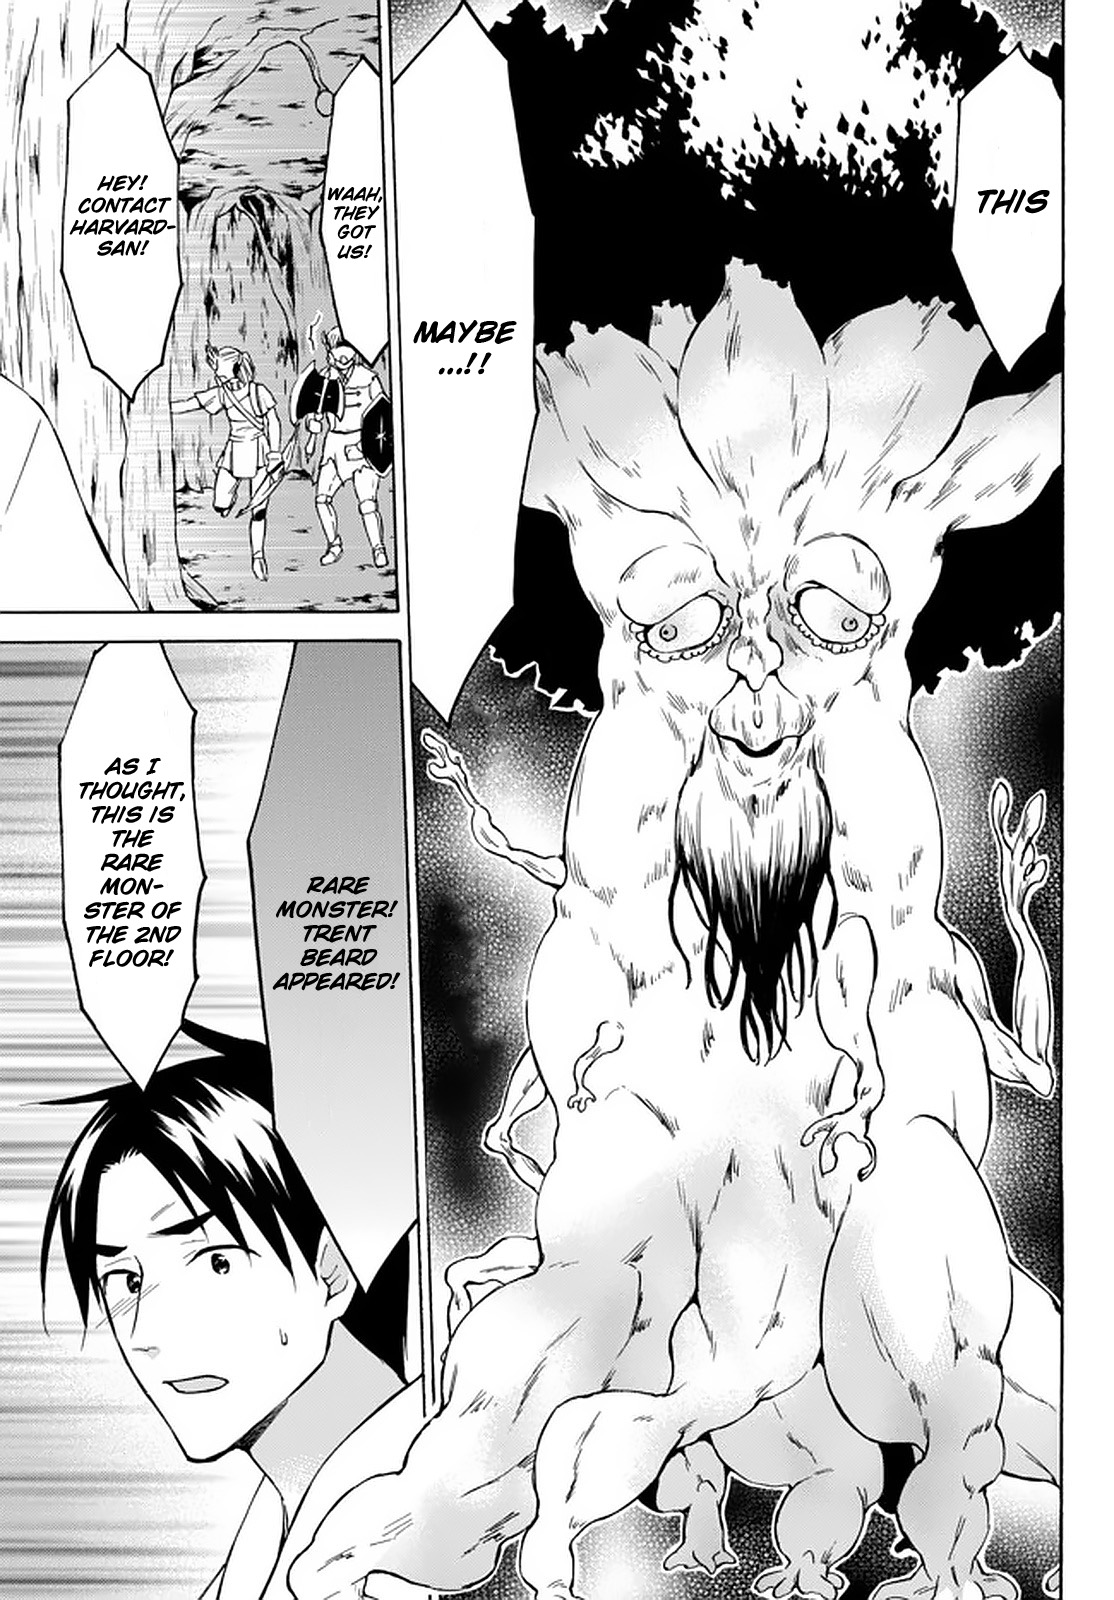 THIS
MAYBE
...!!
WAAH,
THEY
GOT
US!
HEY!
CONTACT
HARVARD-
SAN!
RARE
MONSTER!
TRENT
BEARD
APPEARED!
AS I
THOUGHT,
THIS IS
THE
RARE
MON-
STER OF
THE 2ND
FLOOR!